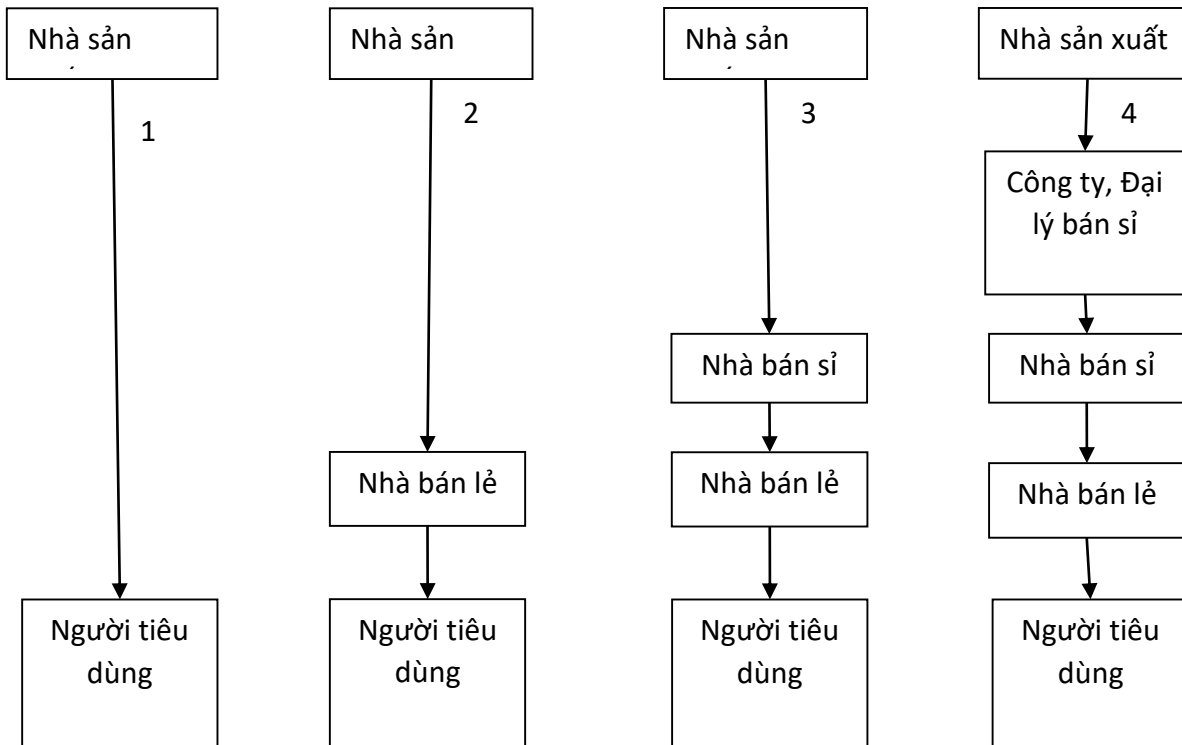 Nhà sản
Nhà sản
Nhà sản
Nhà sản xuất
1
2
3
4
Công ty, Đại
lý bán sỉ
Nhà bán sỉ
Nhà bán sỉ
Nhà bán lẻ
Nhà bán lẻ
Nhà bán lẻ
Người tiêu
dùng
Người tiêu
dùng
Người tiêu
dùng
Người tiêu
dùng